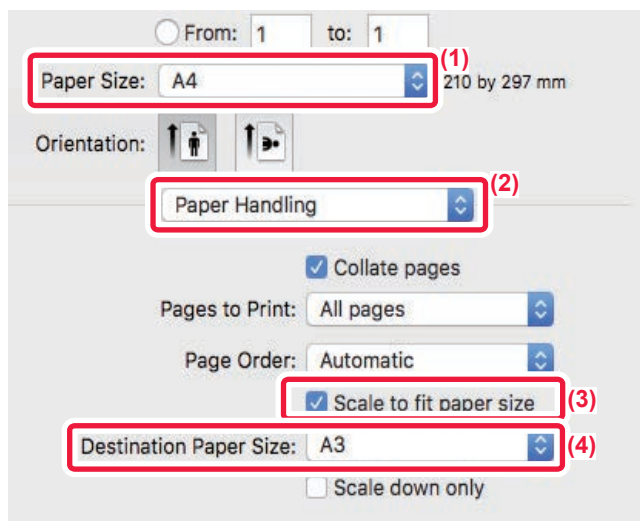 From: 1 to: 1
(1)
Paper Size: A4 210 by 297 mm
Orientation:
(2)
Paper Handling
Collate pages
Pages to Print: All pages
Page Order: Automatic
Scale to fit paper size (3)
Destination Paper Size: A3 (4)
Scale down only